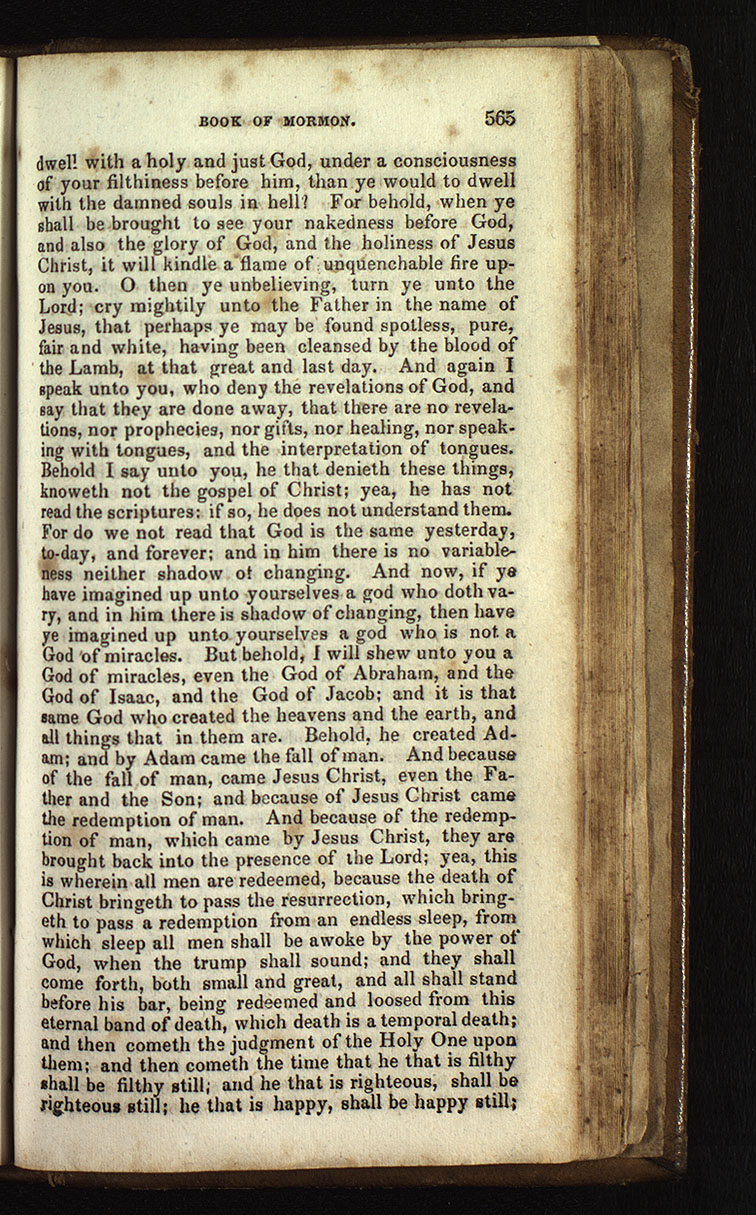 BOOK OF MORMON. 565
dwell with a holy and just God, under a consciousness
of your filthiness before him, than ye would to dwell
with the damned souls in hell? For behold, when ye
shall be brought to see your nakedness before God,
and also the glory of God, and the holiness of Jesus
Christ, it will kindle a flame of unquenchable fire up-
on you. O then ye unbelieving, turn ye unto the
Lord; cry mightily unto the Father in the name of
Jesus, that perhaps ye may be found spotless, pure,
fair and white, having been cleansed by the blood of
the Lamb, at that great and last day. And again I
speak unto you, who deny the revelations of God, and
say that they are done away, that there are no revela-
tions, nor prophecies, nor gifts, nor healing, nor speak-
ing with tongues, and the interpretation of tongues.
Behold I say unto you, he that denieth these things,
knoweth not the gospel of Christ; yea, he has not
read the scriptures: if so, he does not understand them.
For do we not read that God is the same yesterday,
to-day, and forever; and in him there is no variable-
ness neither shadow of changing. And now, if ye
have imagined up unto yourselves a god who doth va-
ry, and in him there is shadow of changing, then have
ye imagined up unto yourselves a god who is not a
God of miracles. But behold, I will shew unto you a
God of miracles, even the God of Abraham, and the
God of Isaac, and the God of Jacob; and it is that
same God who created the heavens and the earth, and
all things that in them are. Behold, he created Ad-
am; and by Adam came the fall of man. And because
of the fall of man, came Jesus Christ, even the Fa-
ther and the Son; and because of Jesus Christ came
the redemption of man. And because of the redemp-
tion of man, which came by Jesus Christ, they are
brought back into the presence of the Lord; yea, this
is wherein all men are redeemed, because the death of
Christ bringeth to pass the resurrection, which bring-
eth to pass a redemption from an endless sleep, from
which sleep all men shall be awoke by the power of
God, when the trump shall sound; and they shall
come forth, both small and great, and all shall stand
before his bar, being redeemed and loosed from this
eternal band of death, which death is a temporal death;
and then cometh the judgment of the Holy One upon
them; and then cometh the time that he that is filthy
shall be filthy still; and he that is righteous, shall be
righteous still; he that is happy, shall be happy still;